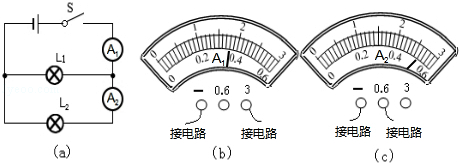 S
A₁
L₁
A₂
L₂
(a)
0 1 2 3
0 0.2 0.4 0.6
A₁
− 0.6 3
接电路 接电路
(b)
0 1 2 3
0 0.2 0.4 0.6
A₂
− 0.6 3
接电路 接电路
(c)